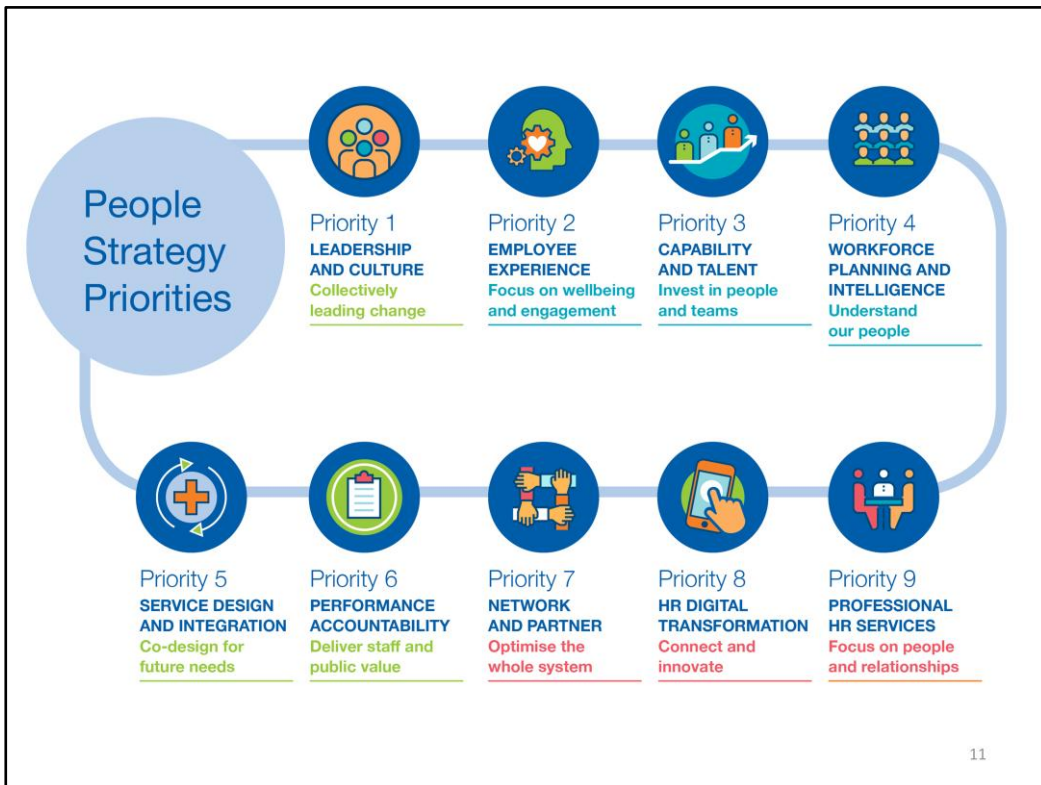 People
Strategy
Priorities
Priority 1
LEADERSHIP
AND CULTURE
Collectively
leading change
Priority 2
EMPLOYEE
EXPERIENCE
Focus on wellbeing
and engagement
Priority 3
CAPABILITY
AND TALENT
Invest in people
and teams
Priority 4
WORKFORCE
PLANNING AND
INTELLIGENCE
Understand
our people
Priority 5
SERVICE DESIGN
AND INTEGRATION
Co-design for
future needs
Priority 6
PERFORMANCE
ACCOUNTABILITY
Deliver staff and
public value
Priority 7
NETWORK
AND PARTNER
Optimise the
whole system
Priority 8
HR DIGITAL
TRANSFORMATION
Connect and
innovate
Priority 9
PROFESSIONAL
HR SERVICES
Focus on people
and relationships
11